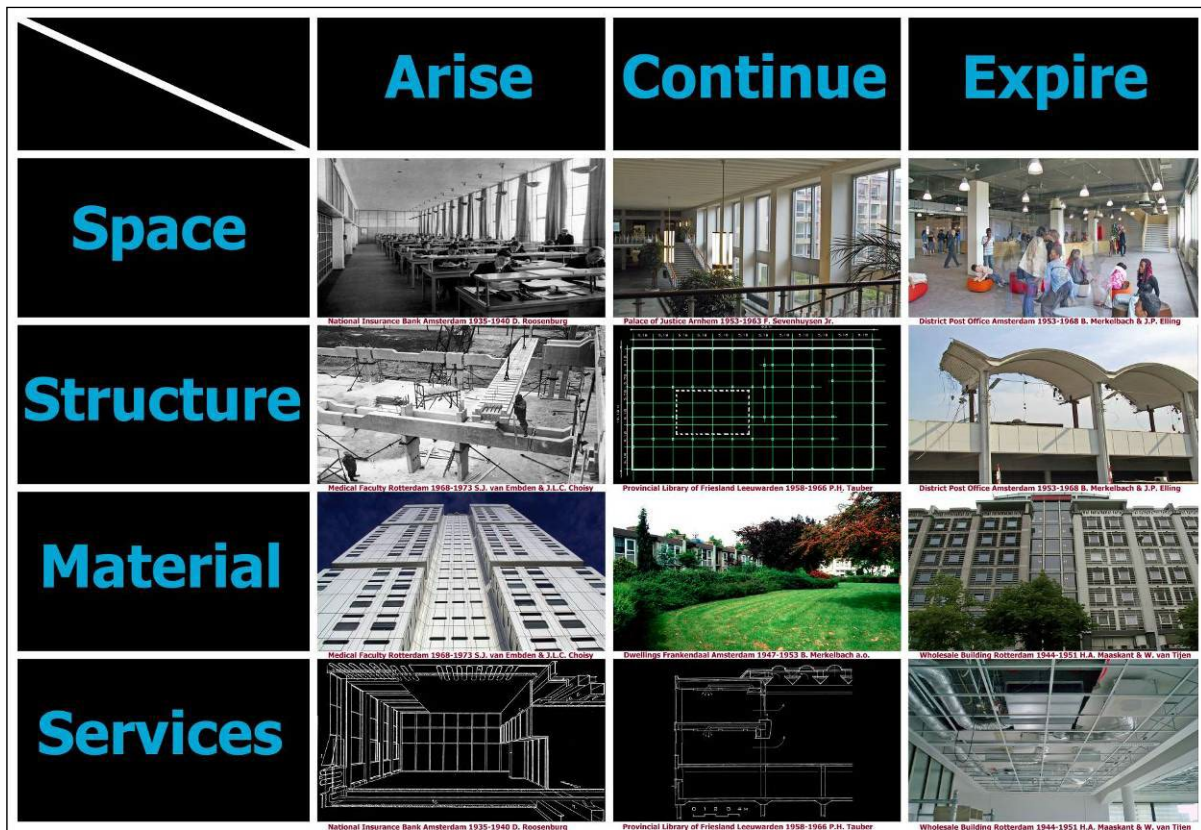 Arise
Continue
Expire
Space
National Insurance Bank Amsterdam 1935-1940 D. Roosenburg
Palace of Justice Arnhem 1953-1963 F. Sevenhuysen Jr.
District Post Office Amsterdam 1953-1968 B. Merkelbach & J.P. Elling
Structure
Medical Faculty Rotterdam 1968-1973 S.J. van Embden & J.L.C. Choisy
Provincial Library of Friesland Leeuwarden 1958-1966 P.H. Tauber
District Post Office Amsterdam 1953-1968 B. Merkelbach & J.P. Elling
Material
Medical Faculty Rotterdam 1968-1973 S.J. van Embden & J.L.C. Choisy
Dwellings Frankendaal Amsterdam 1947-1953 B. Merkelbach a.o.
Wholesale Building Rotterdam 1944-1951 H.A. Maaskant & W. van Tijen
Services
0 1 2 3 4
National Insurance Bank Amsterdam 1935-1940 D. Roosenburg
Provincial Library of Friesland Leeuwarden 1958-1966 P.H. Tauber
Wholesale Building Rotterdam 1944-1951 H.A. Maaskant & W. van Tijen